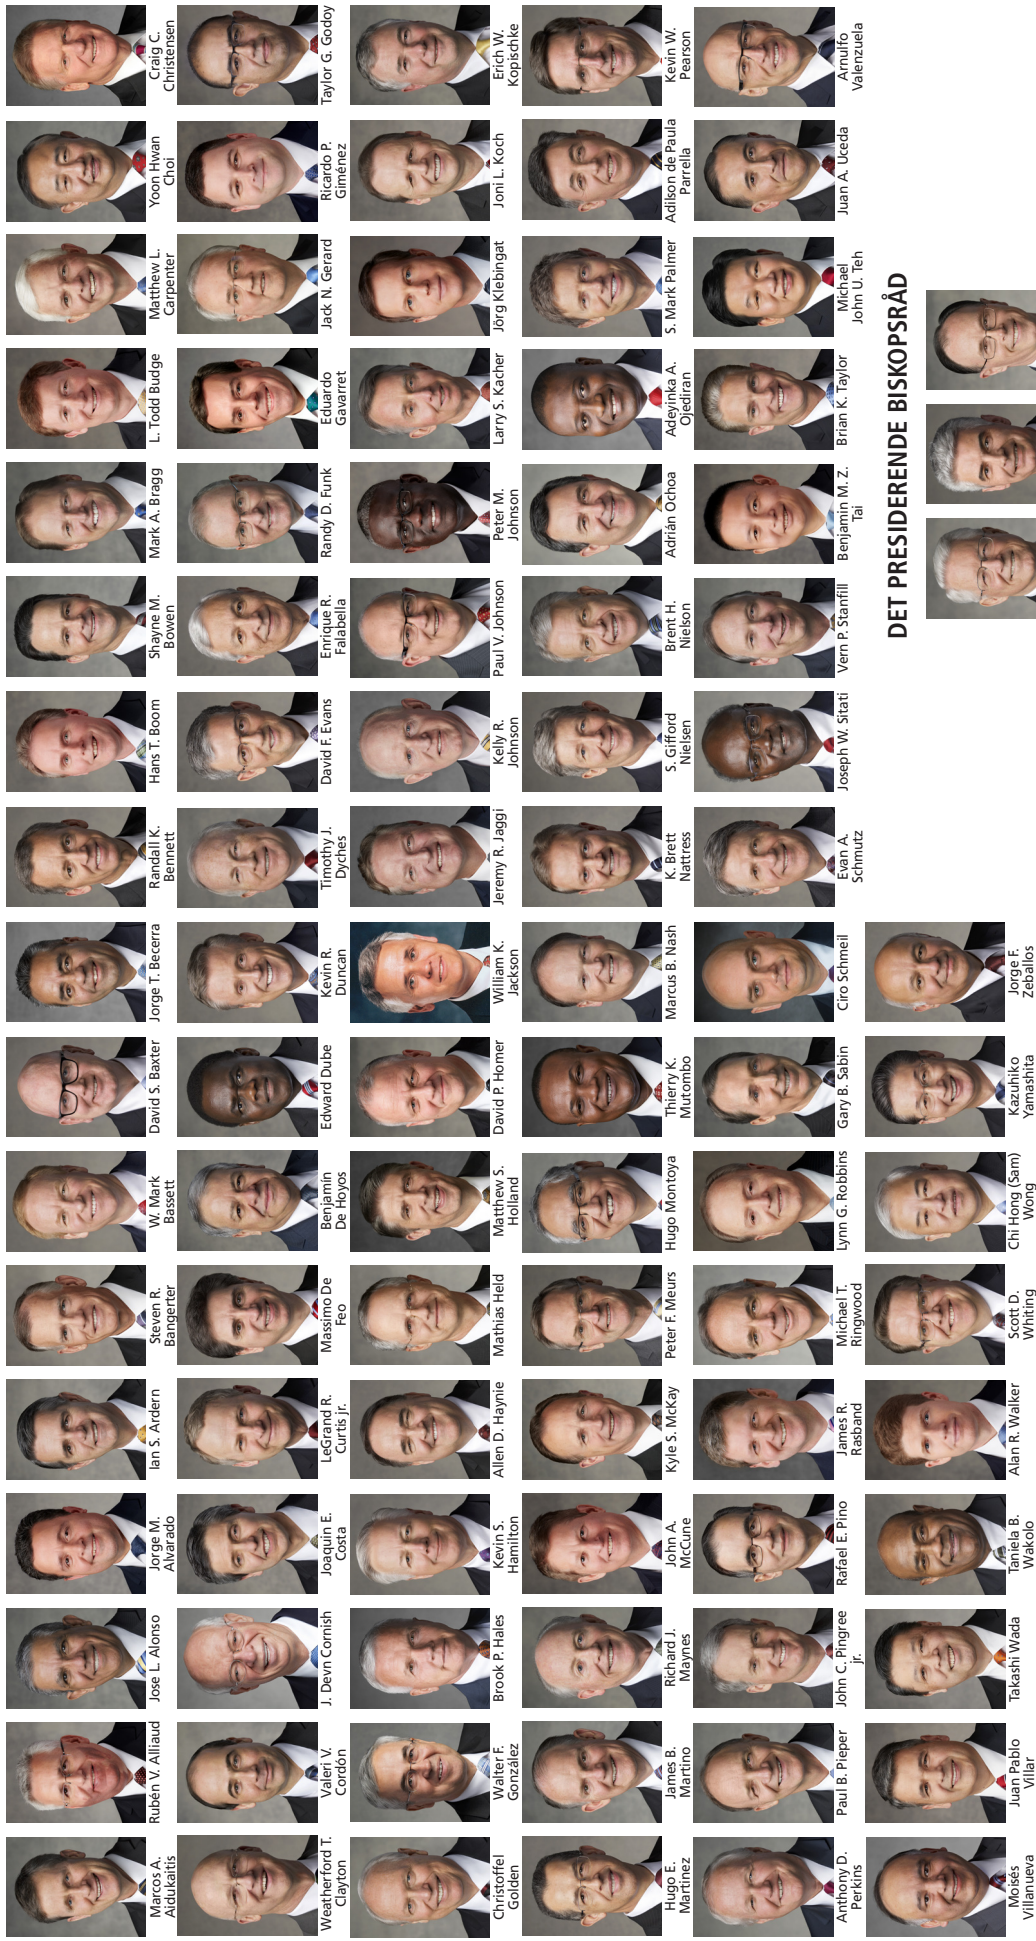 Marcos A.
Aidukaitis
Rubén V. Alliaud
Jose L. Alonso
Jorge M.
Alvarado
Ian S. Ardern
Steven R.
Bangerter
W. Mark
Bassett
David S. Baxter
Jorge T. Becerra
Randall K.
Bennett
Hans T. Boom
Shayne M.
Bowen
Mark A. Bragg
L. Todd Budge
Matthew L.
Carpenter
Yoon Hwan
Choi
Craig C.
Christensen
Weatherford T.
Clayton
Valeri V.
Cordón
J. Devn Cornish
Joaquin E.
Costa
LeGrand R.
Curtis jr.
Massimo De
Feo
Benjamín
De Hoyos
Edward Dube
Kevin R.
Duncan
Timothy J.
Dyches
David F. Evans
Enrique R.
Falabella
Randy D. Funk
Eduardo
Gavarret
Jack N. Gerard
Ricardo P.
Giménez
Taylor G. Godoy
Christoffel
Golden
Walter F.
González
Brook P. Hales
Kevin S.
Hamilton
Allen D. Haynie
Mathias Held
Matthew S.
Holland
David P. Homer
William K.
Jackson
Jeremy R. Jaggi
Kelly R.
Johnson
Paul V. Johnson
Peter M.
Johnson
Larry S. Kacher
Jörg Klebingat
Joni L. Koch
Erich W.
Kopischke
Hugo E.
Martinez
James B.
Martino
Richard J.
Maynes
John A.
McCune
Kyle S. McKay
Peter F. Meurs
Hugo Montoya
Thierry K.
Mutombo
Marcus B. Nash
K. Brett
Nattress
S. Gifford
Nielsen
Brent H.
Nielson
Adrián Ochoa
Adeyinka A.
Ojediran
S. Mark Palmer
Adilson de Paula
Parrella
Kevin W.
Pearson
Anthony D.
Perkins
Paul B. Pieper
John C. Pingree
jr.
Rafael E. Pino
James R.
Rasband
Michael T.
Ringwood
Lynn G. Robbins
Gary B. Sabin
Ciro Schmeil
Evan A.
Schmutz
Joseph W. Sitati
Vern P. Stanfill
Benjamin M. Z.
Tai
Brian K. Taylor
Michael
John U. Teh
Juan A. Uceda
Arnulfo
Valenzuela
Moisés
Villanueva
Juan Pablo
Villar
Takashi Wada
Taniela B.
Wakolo
Alan R. Walker
Scott D.
Whiting
Chi Hong (Sam)
Wong
Kazuhiko
Yamashita
Jorge F.
Zeballos
DET PRESIDERENDE BISKOPSRÅD